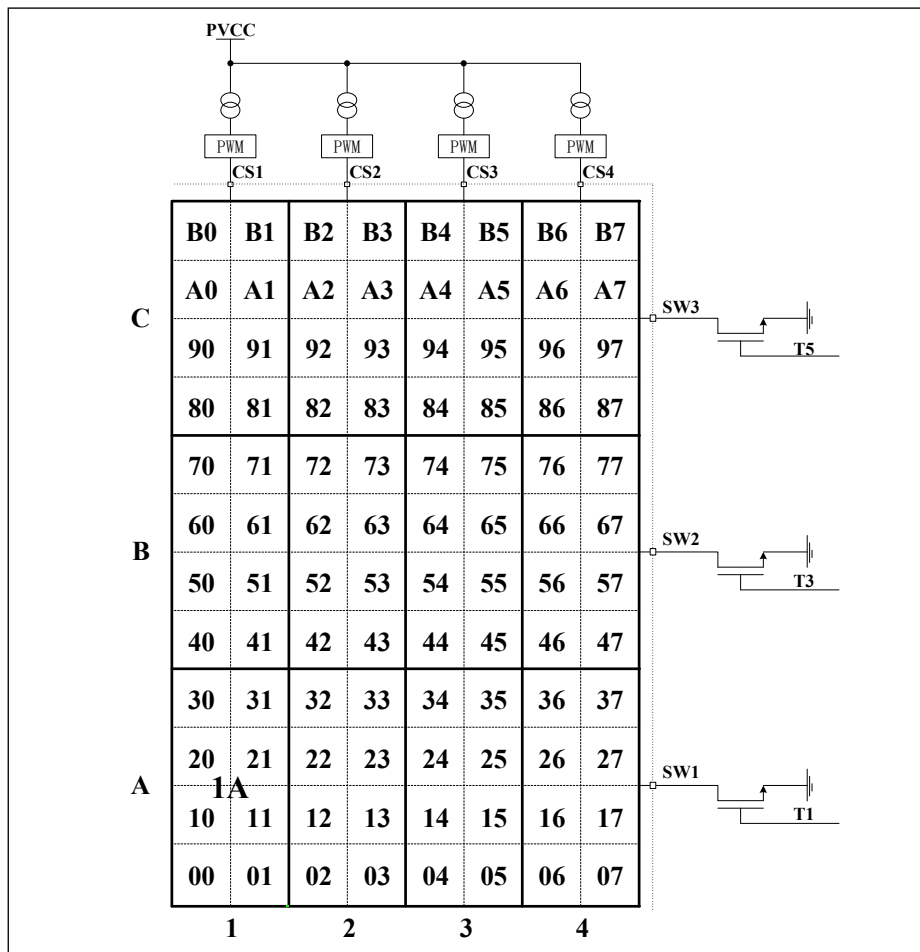 PVCC
PWM PWM PWM PWM
CS1 CS2 CS3 CS4
B0 B1 B2 B3 B4 B5 B6 B7
A0 A1 A2 A3 A4 A5 A6 A7
C SW3
90 91 92 93 94 95 96 97
T5
80 81 82 83 84 85 86 87
70 71 72 73 74 75 76 77
60 61 62 63 64 65 66 67
B SW2
50 51 52 53 54 55 56 57
T3
40 41 42 43 44 45 46 47
30 31 32 33 34 35 36 37
20 21 22 23 24 25 26 27
A 1A SW1
10 11 12 13 14 15 16 17
T1
00 01 02 03 04 05 06 07
1 2 3 4